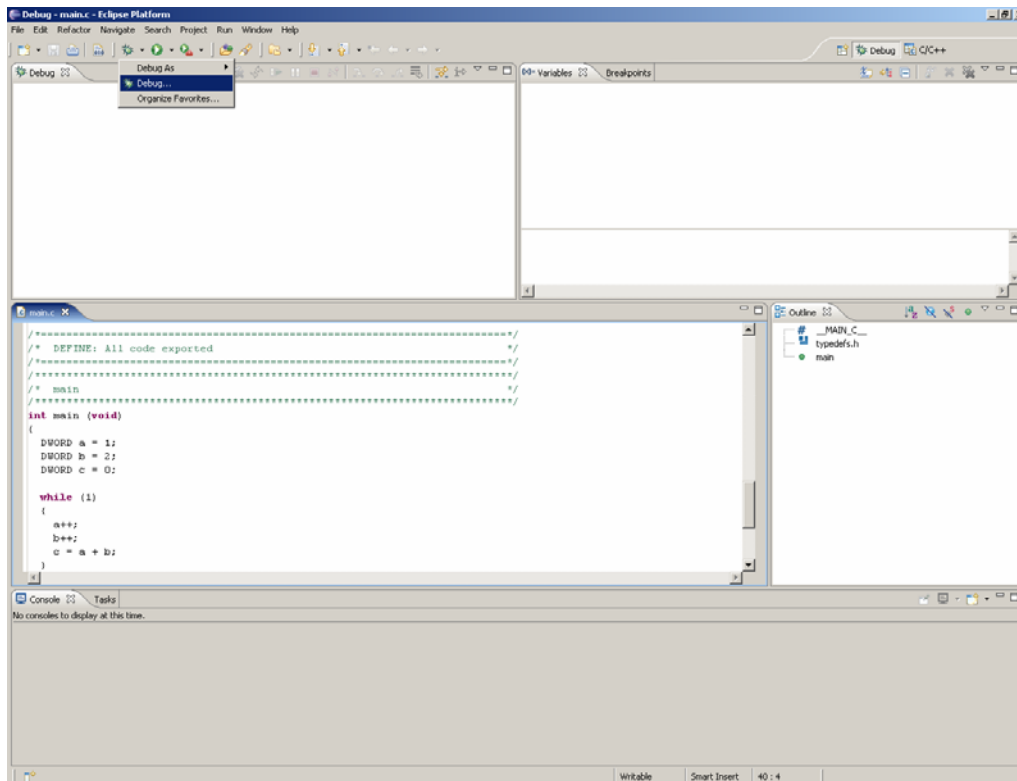 Debug - main.c - Eclipse Platform
File Edit Refactor Navigate Search Project Run Window Help
Debug C/C++
Debug
Debug As
Debug...
Organize Favorites...
Variables Breakpoints
main.c
/*==========================================================================*/
/* DEFINE: All code exported */
/*==========================================================================*/
/****************************************************************************/
/* main */
/****************************************************************************/
int main (void)
{
DWORD a = 1;
DWORD b = 2;
DWORD c = 0;
while (1)
{
a++;
b++;
c = a + b;
}
Outline
# __MAIN_C__
typedefs.h
main
Console Tasks
No consoles to display at this time.
Writable Smart Insert 40 : 4